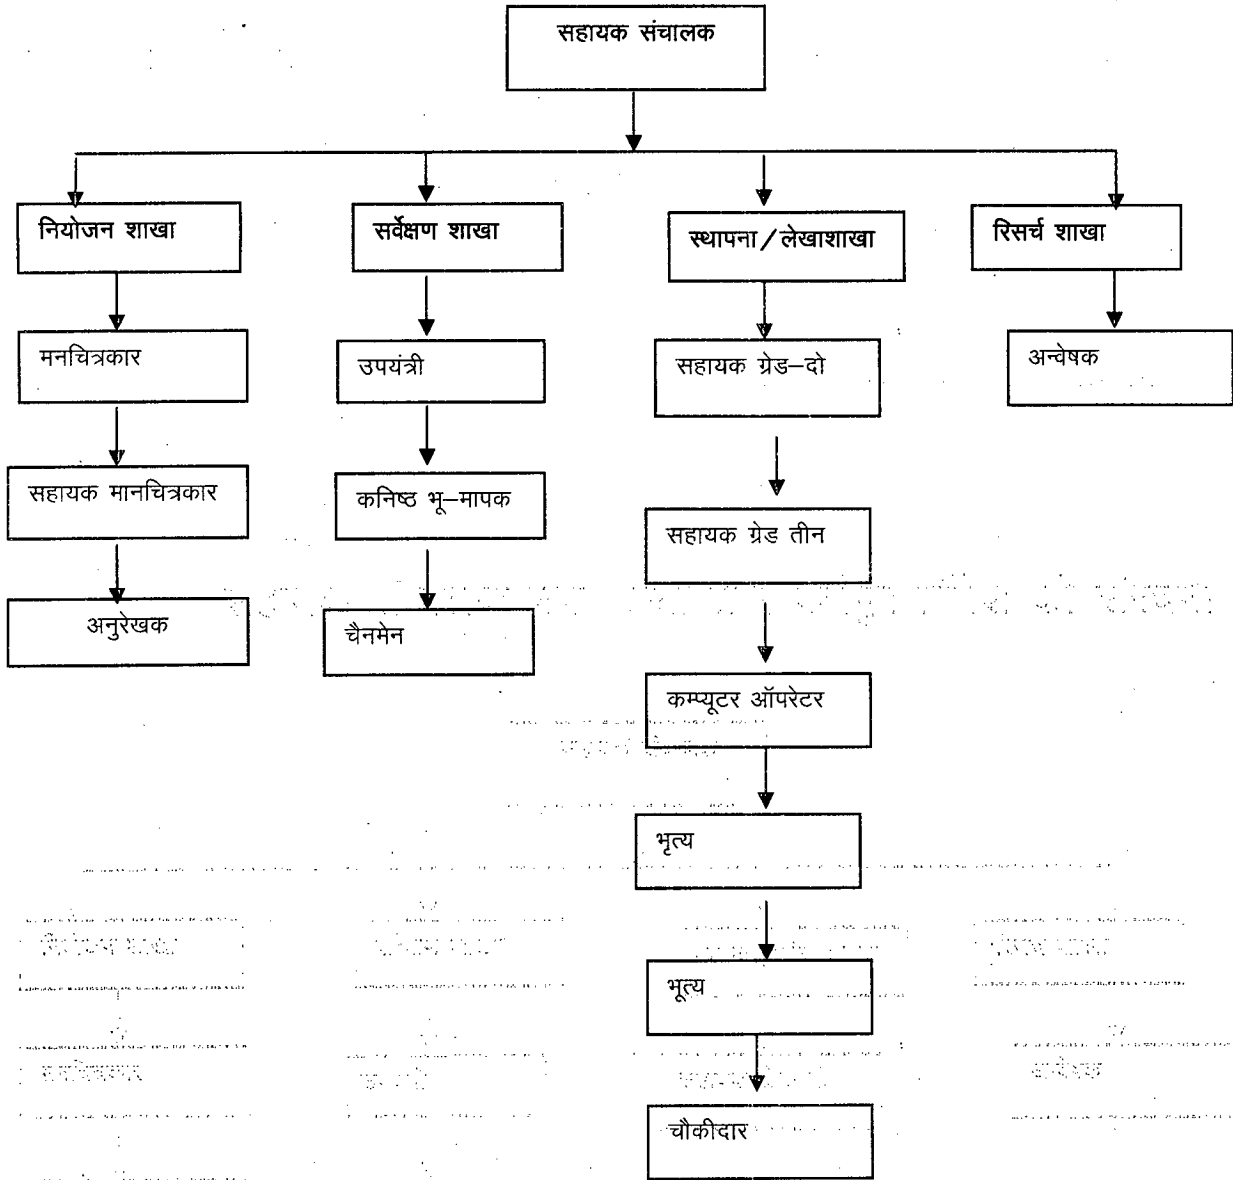 सहायक संचालक
नियोजन शाखा
सर्वेक्षण शाखा
स्थापना/लेखाशाखा
रिसर्च शाखा
मनचित्रकार
उपयंत्री
सहायक ग्रेड–दो
अन्वेषक
सहायक मानचित्रकार
कनिष्ठ भू–मापक
सहायक ग्रेड तीन
अनुरेखक
चैनमेन
कम्प्यूटर ऑपरेटर
भृत्य
भूत्य
चौकीदार